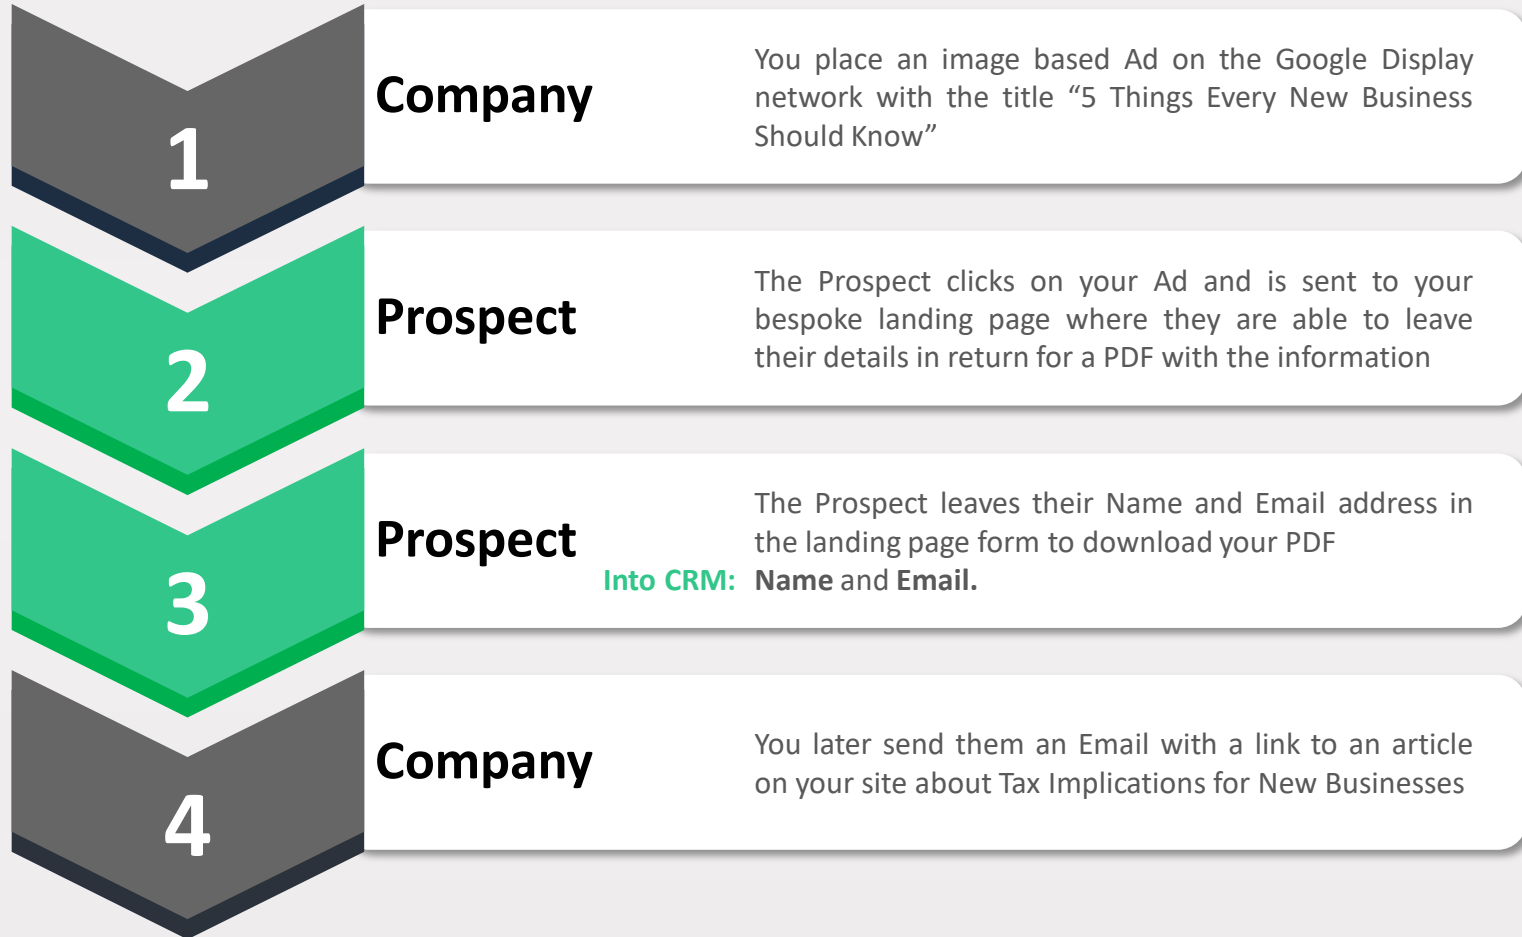 1
Company
You place an image based Ad on the Google Display
network with the title “5 Things Every New Business
Should Know”
2
Prospect
The Prospect clicks on your Ad and is sent to your
bespoke landing page where they are able to leave
their details in return for a PDF with the information
3
Prospect
The Prospect leaves their Name and Email address in
the landing page form to download your PDF
Into CRM: Name and Email.
4
Company
You later send them an Email with a link to an article
on your site about Tax Implications for New Businesses